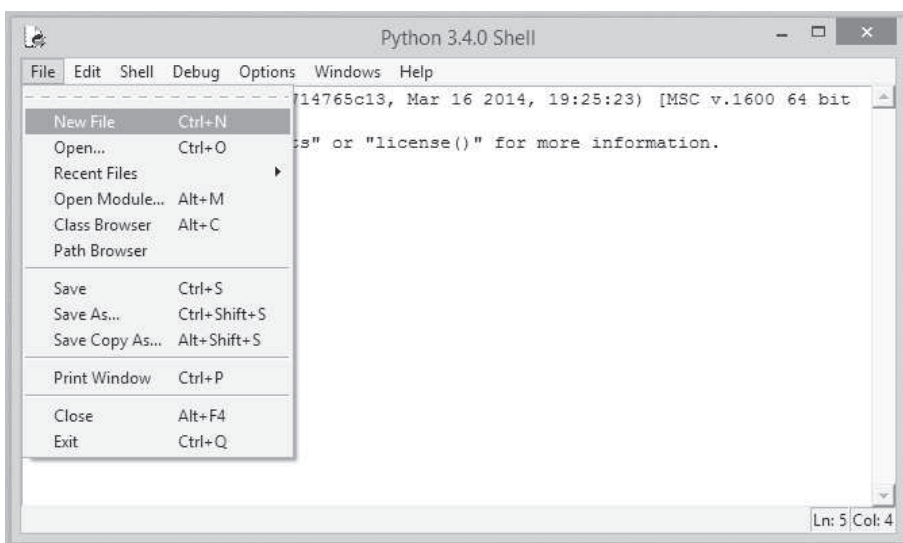 Python 3.4.0 Shell
File Edit Shell Debug Options Windows Help
714765c13, Mar 16 2014, 19:25:23) [MSC v.1600 64 bit
New File Ctrl+N
s" or "license()" for more information.
Open... Ctrl+O
Recent Files
Open Module... Alt+M
Class Browser Alt+C
Path Browser
Save Ctrl+S
Save As... Ctrl+Shift+S
Save Copy As... Alt+Shift+S
Print Window Ctrl+P
Close Alt+F4
Exit Ctrl+Q
Ln: 5 Col: 4